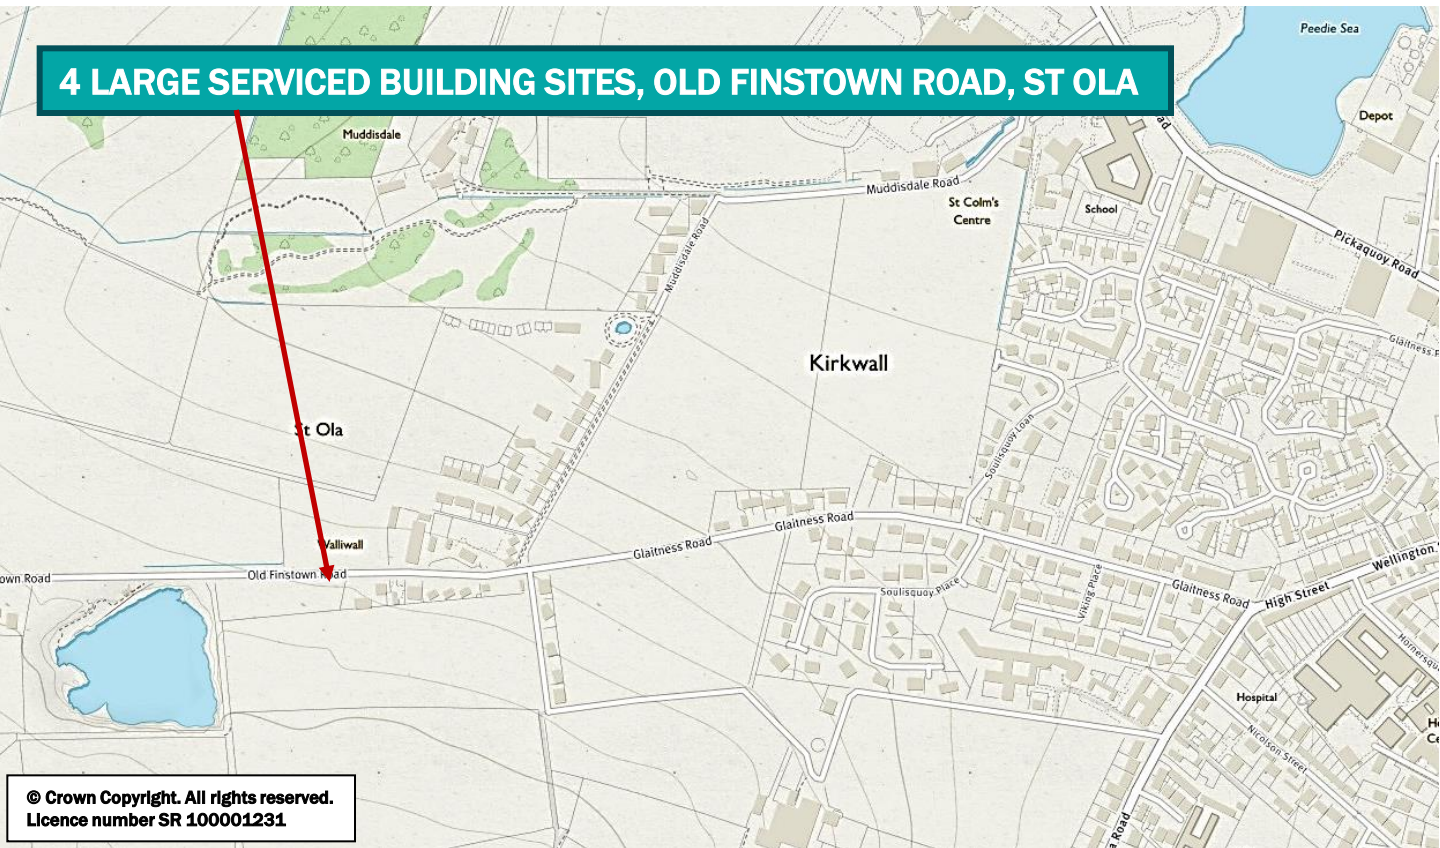 Peedie Sea
4 LARGE SERVICED BUILDING SITES, OLD FINSTOWN ROAD, ST OLA
Depot
Muddisdale
Muddisdale Road
St Colm's
Centre
School
Pickaquoy Road
Muddisdale Road
Kirkwall
St Ola
Soulisquoy Loan
Walliwall
Glaitness Road
Glaitness Road
Old Finstown Road
own Road
Soulisquoy Place
Viking Place
Glaitness Road
High Street
Wellington
Hospital
Nicolson Street
© Crown Copyright. All rights reserved.
Licence number SR 100001231